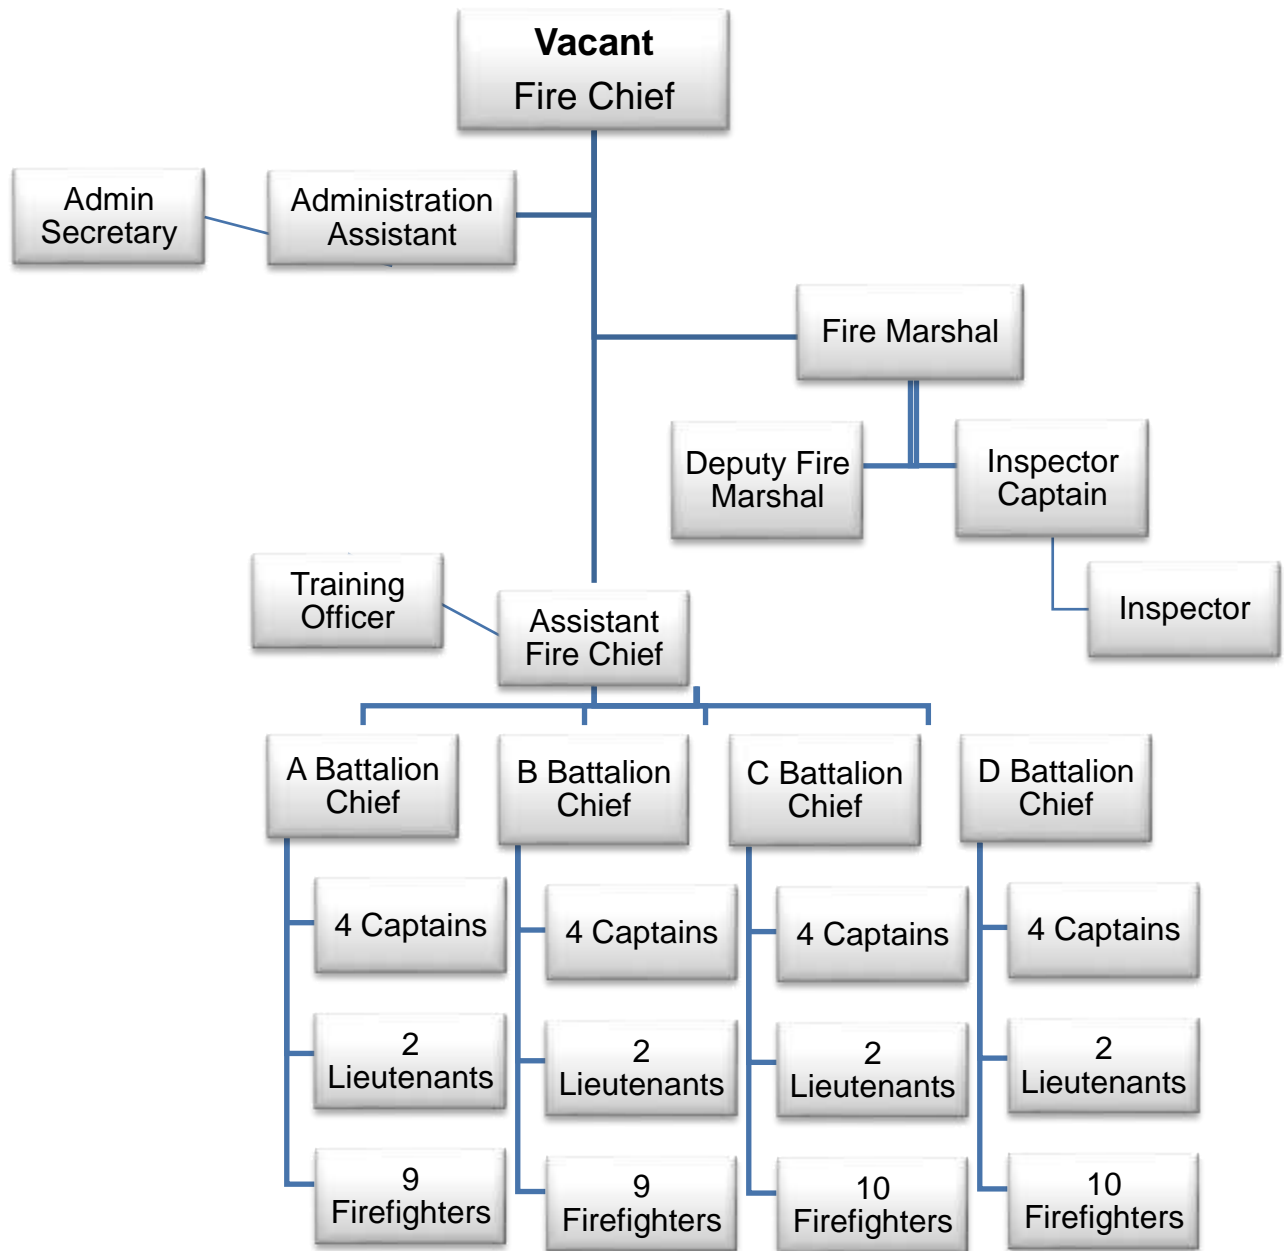 Vacant
Fire Chief
Admin
Secretary
Administration
Assistant
Fire Marshal
Deputy Fire
Marshal
Inspector
Captain
Inspector
Training
Officer
Assistant
Fire Chief
A Battalion
Chief
B Battalion
Chief
C Battalion
Chief
D Battalion
Chief
4 Captains
4 Captains
4 Captains
4 Captains
2
Lieutenants
2
Lieutenants
2
Lieutenants
2
Lieutenants
9
Firefighters
9
Firefighters
10
Firefighters
10
Firefighters